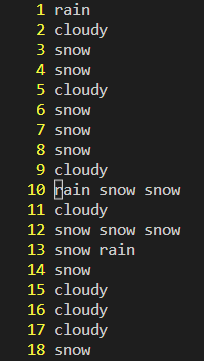 1 rain
2 cloudy
3 snow
4 snow
5 cloudy
6 snow
7 snow
8 snow
9 cloudy
10 rain snow snow
11 cloudy
12 snow snow snow
13 snow rain
14 snow
15 cloudy
16 cloudy
17 cloudy
18 snow